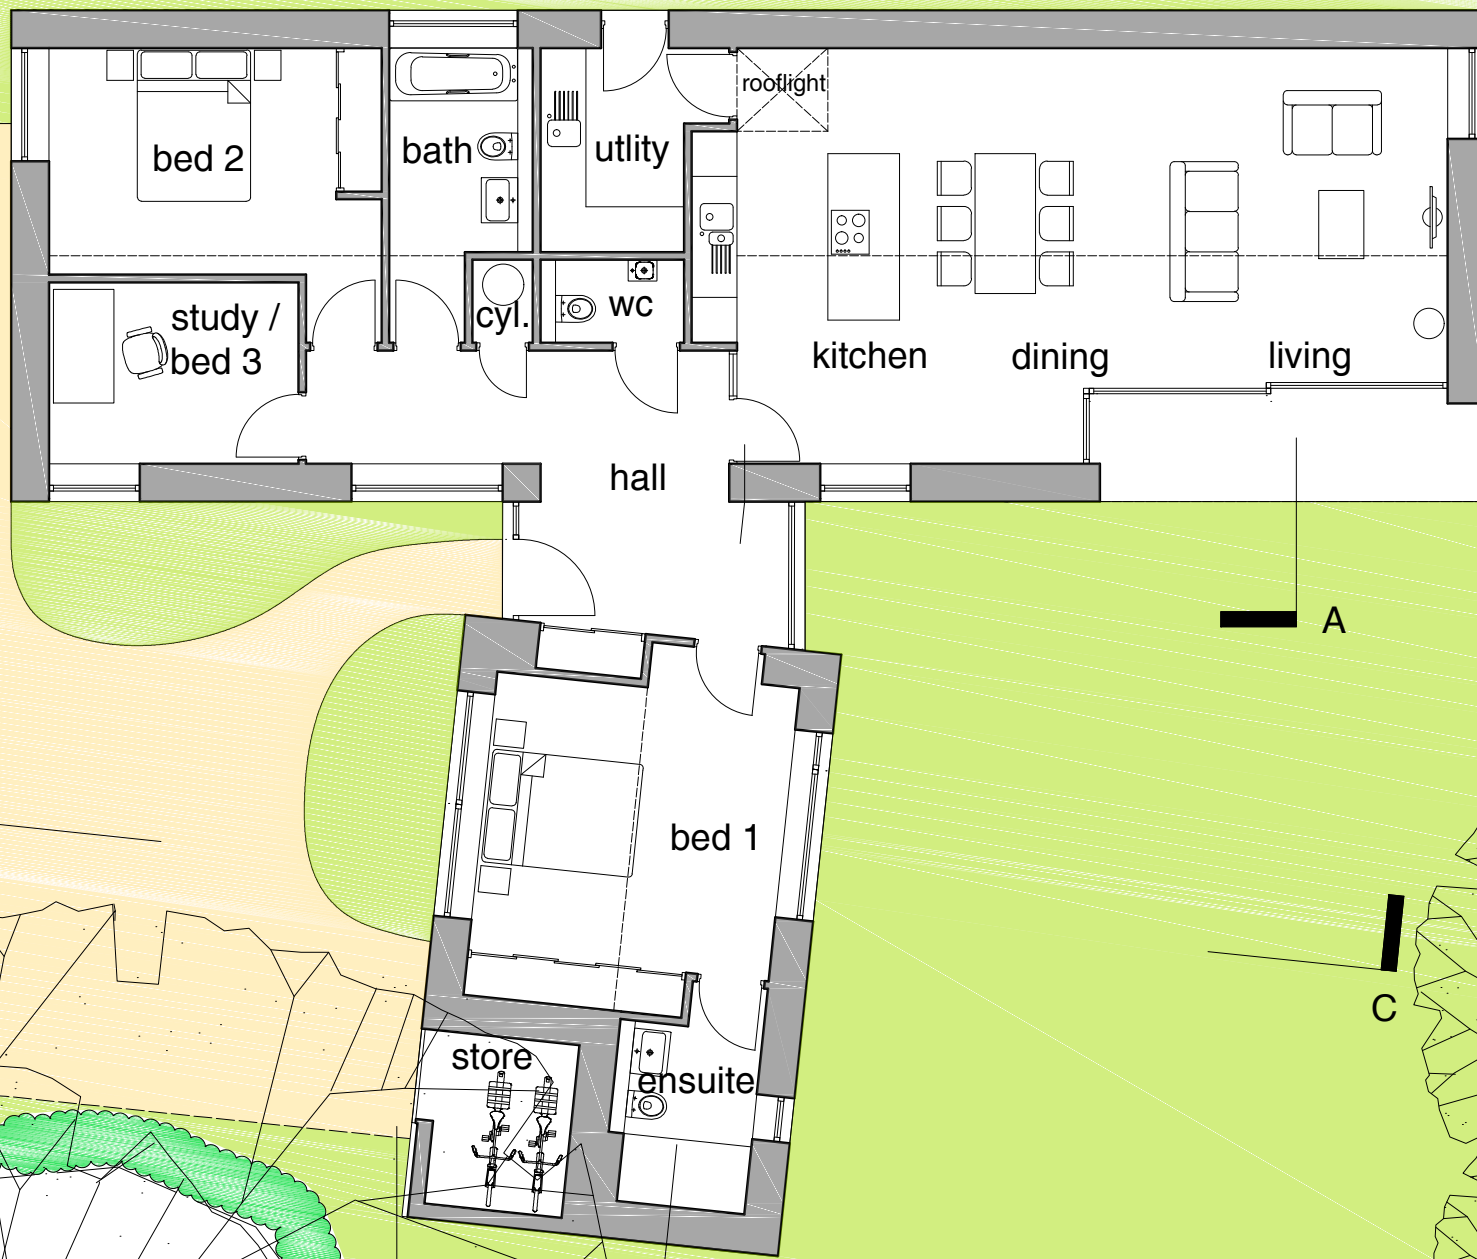 rooflight
bed 2
bath
utlity
study /
bed 3
cyl.
wc
kitchen
dining
living
hall
A
bed 1
C
store
ensuite